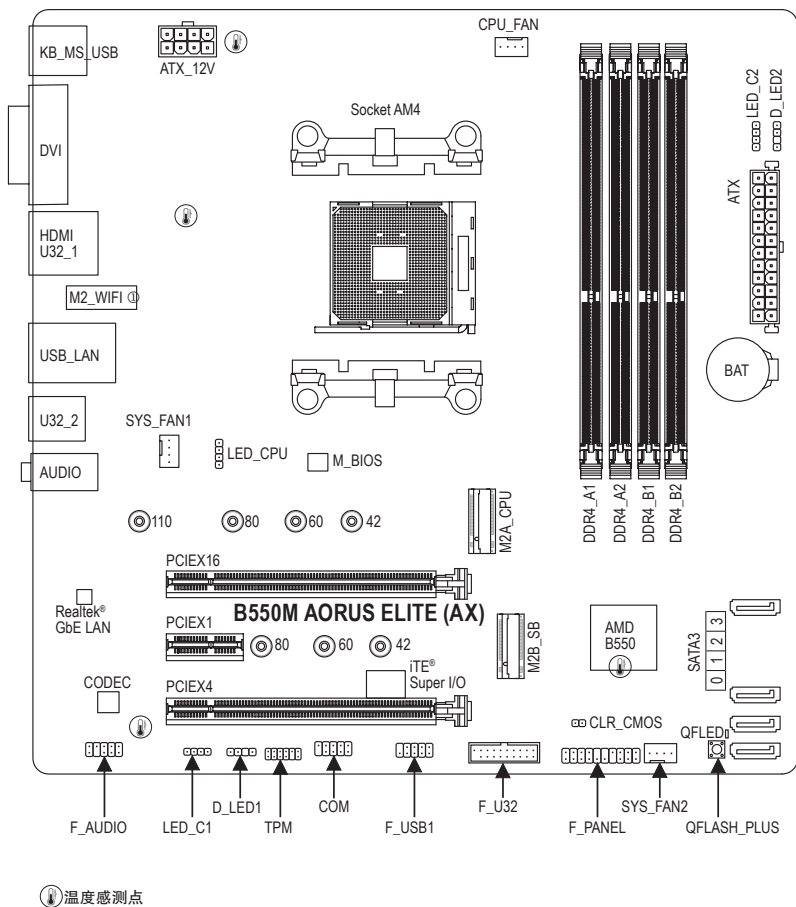 KB_MS_USB
ATX_12V
CPU_FAN
LED_C2
D_LED2
Socket AM4
DVI
ATX
HDMI
U32_1
M2_WIFI ①
USB_LAN
BAT
U32_2
SYS_FAN1
LED_CPU
M_BIOS
AUDIO
DDR4_A1
DDR4_A2
DDR4_B1
DDR4_B2
110
80
60
42
M2A_CPU
PCIEX16
Realtek®
GbE LAN
B550M AORUS ELITE (AX)
PCIEX1
80
60
42
M2B_SB
AMD
B550
SATA3
0 1 2 3
iTE®
Super I/O
CODEC
PCIEX4
CLR_CMOS
QFLED
F_AUDIO
LED_C1
D_LED1
TPM
COM
F_USB1
F_U32
F_PANEL
SYS_FAN2
QFLASH_PLUS
温度感测点